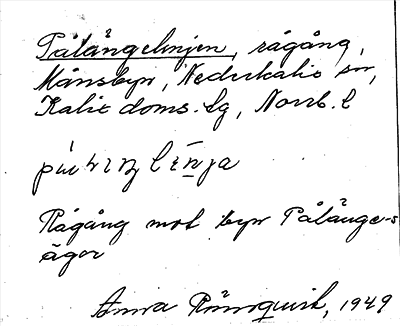 Pålängelinjen, rågång,
Månsbyn, Nederkalix sn,
Kalix doms.lg, Norrb. l
Rågång mot byn Pålänge-s
ägor
Anna Rönnquist, 1949